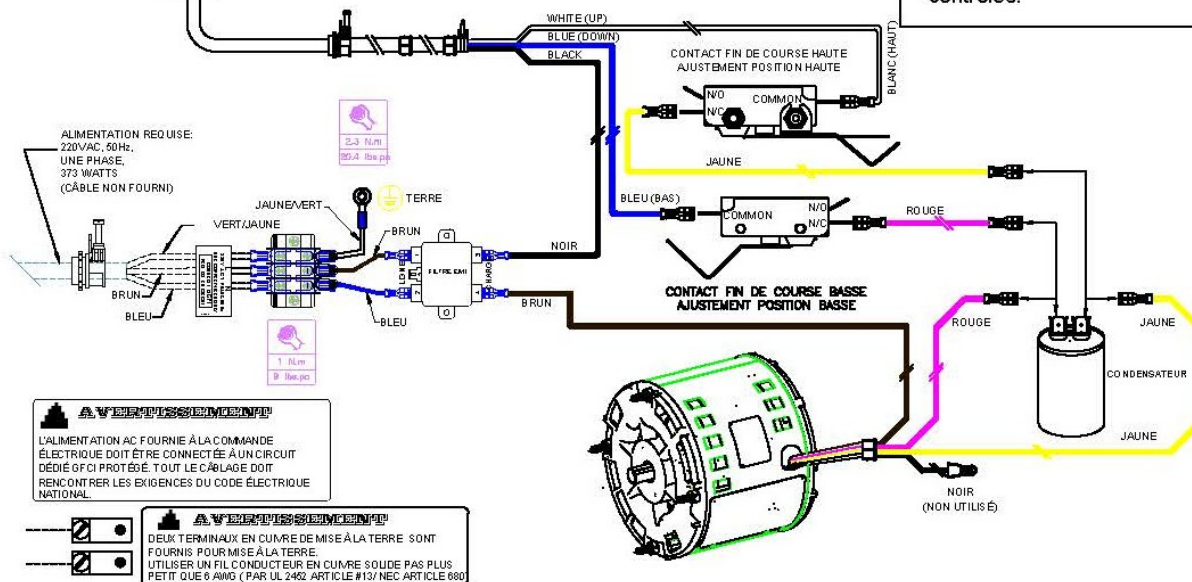 contrôlée.
WHITE (UP)
BLUE (DOWN)
BLACK
BLANC (HAUT)
CONTACT FIN DE COURSE HAUTE
AJUSTEMENT POSITION HAUTE
N/O
COMMON
N/C
JAUNE
ALIMENTATION REQUISE:
220VAC, 50Hz,
UNE PHASE,
373 WATTS
(CÂBLE NON FOURNI)
2.3 N.m
20.4 lbs.po
JAUNE/VERT
TERRE
VERT/JAUNE
BRUN
BLEU (BAS)
COMMON
N/O
N/C
ROUGE
NOIR
LIGNE
FILTRE EMI
CHARGE
BRUN
BLEU
BLEU
BRUN
CONTACT FIN DE COURSE BASSE
AJUSTEMENT POSITION BASSE
ROUGE
JAUNE
1 N.m
9 lbs.po
CONDENSATEUR
JAUNE
NOIR
(NON UTILISÉ)
AVERTISSEMENT
L'ALIMENTATION AC FOURNIE À LA COMMANDE
ÉLECTRIQUE DOIT ÊTRE CONNECTÉE À UN CIRCUIT
DÉDIÉ GFCI PROTÉGÉ. TOUT LE CÂBLAGE DOIT
RENCONTRER LES EXIGENCES DU CODE ÉLECTRIQUE
NATIONAL.
AVERTISSEMENT
DEUX TERMINAUX EN CUIVRE DE MISE À LA TERRE SONT
FOURNIS POUR MISE À LA TERRE.
UTILISER UN FIL CONDUCTEUR EN CUIVRE SOLIDE PAS PLUS
PETIT QUE 6 AWG ( PAR UL 2452 ARTICLE #13/ NEC ARTICLE 680